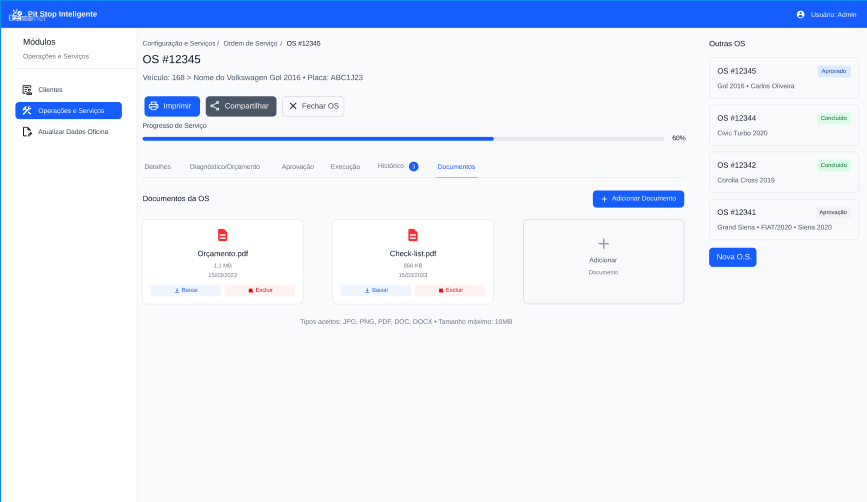 Pit Stop Inteligente
Usuário: Admin
Módulos
Operações e Serviços
Clientes
Operações e Serviços
Atualizar Dados Oficina
Configuração e Serviços / Ordem de Serviço / OS #12345
OS #12345
Veículo: 168 > Nome do Volkswagen Gol 2016 • Placa: ABC1J23
Imprimir
Compartilhar
Fechar OS
Progresso do Serviço
60%
Detalhes
Diagnóstico/Orçamento
Aprovação
Execução
Histórico 3
Documentos
Documentos da OS
Adicionar Documento
Orçamento.pdf
1.1 MB
15/03/2023
Baixar
Excluir
Check-list.pdf
856 KB
15/03/2023
Baixar
Excluir
Adicionar
Documento
Tipos aceitos: JPG, PNG, PDF, DOC, DOCX • Tamanho máximo: 10MB
Outras OS
OS #12345
Aprovado
Gol 2016 • Carlos Oliveira
OS #12344
Concluído
Civic Turbo 2020
OS #12342
Concluído
Corolla Cross 2019
OS #12341
Aprovação
Grand Siena • FIAT/2020 • Siena 2020
Nova O.S.